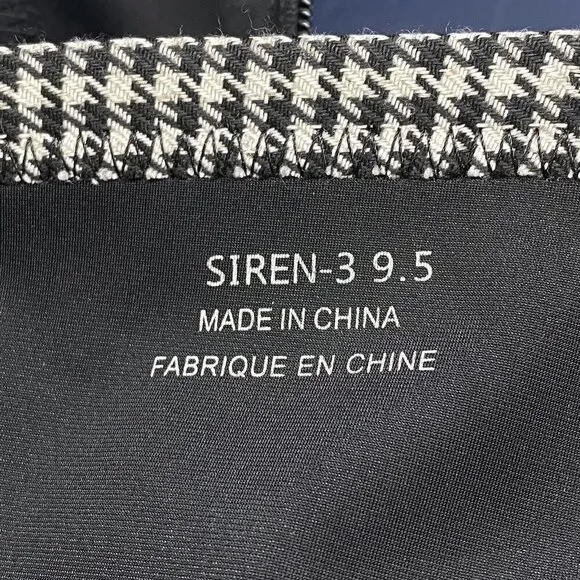 SIREN-3 9.5
MADE IN CHINA
FABRIQUE EN CHINE